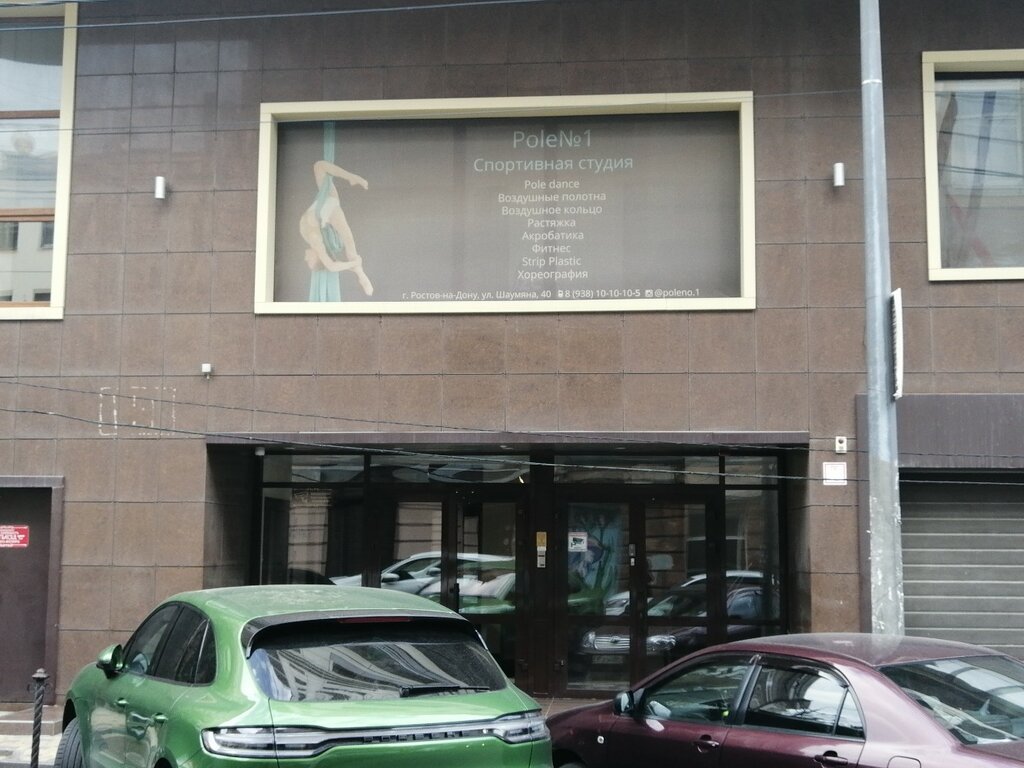 Pole№1
Спортивная студия
Pole dance
Воздушные полотна
Воздушное кольцо
Растяжка
Акробатика
Фитнес
Strip Plastic
Хореография
г. Ростов-на-Дону, ул. Шаумяна, 40 8 (938) 10-10-10-5 @poleno.1